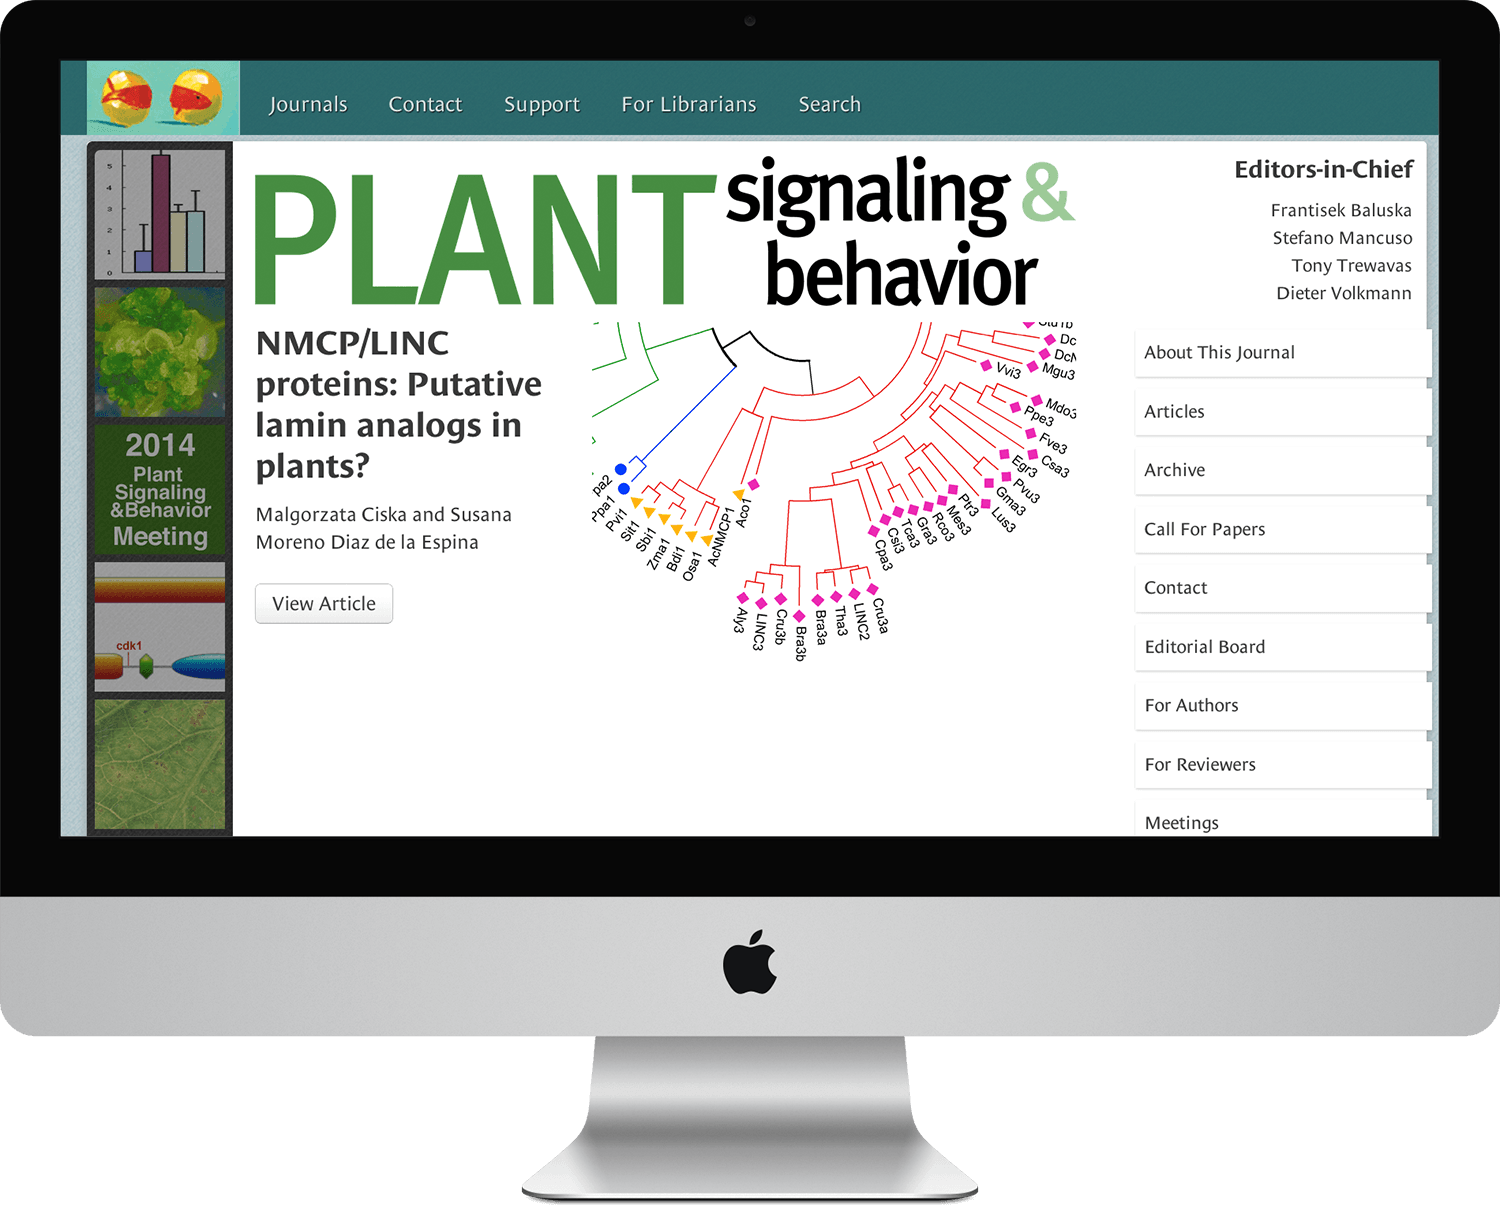 Journals
Contact
Support
For Librarians
Search
5
4
3
2
1
0
2014
Plant
Signaling
&Behavior
Meeting
cdk1
PLANT
signaling &
behavior
NMCP/LINC
proteins: Putative
lamin analogs in
plants?
Malgorzata Ciska and Susana
Moreno Diaz de la Espina
View Article
Ppa1
Pvi1
Sit1
Sbi1
Zma1
Bdi1
Osa1
AcNMCP1
Aco1
Aly3
LINC3
Cru3b
Bra3b
Bra3a
Tha3
LINC2
Cru3a
Cpa3
Csi3
Tca3
Gra3
Rco3
Mes3
Ptr3
Lus3
Gma3
Pvu3
Egr3
Csa3
Fve3
Ppe3
Mdo3
Vvi3
Mgu3
Editors-in-Chief
Frantisek Baluska
Stefano Mancuso
Tony Trewavas
Dieter Volkmann
About This Journal
Articles
Archive
Call For Papers
Contact
Editorial Board
For Authors
For Reviewers
Meetings